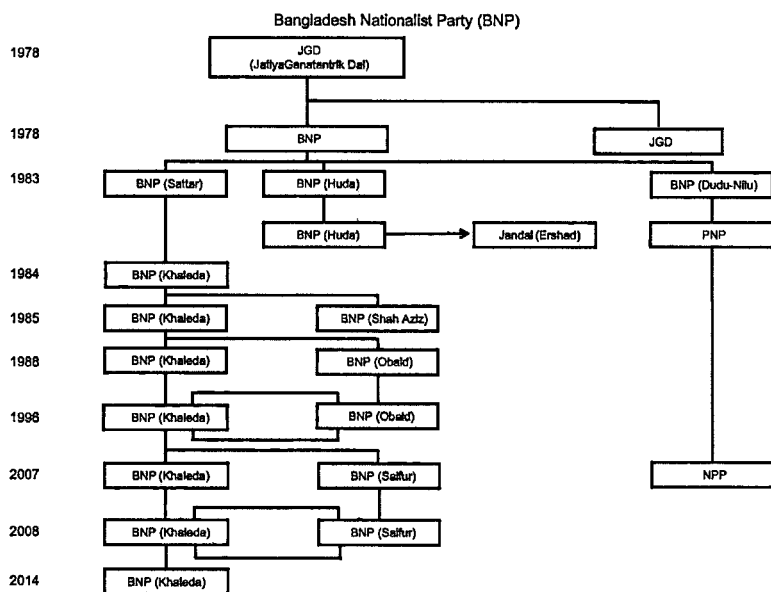 Bangladesh Nationalist Party (BNP)
1978
JGD
(JatiyaGanatantrik Dal)
1978
BNP
JGD
1983
BNP (Sattar)
BNP (Huda)
BNP (Dudu-Nilu)
BNP (Huda)
Jandal (Ershad)
PNP
1984
BNP (Khaleda)
1985
BNP (Khaleda)
BNP (Shah Aziz)
1988
BNP (Khaleda)
BNP (Obaid)
1996
BNP (Khaleda)
BNP (Obaid)
2007
BNP (Khaleda)
BNP (Saifur)
NPP
2008
BNP (Khaleda)
BNP (Saifur)
2014
BNP (Khaleda)